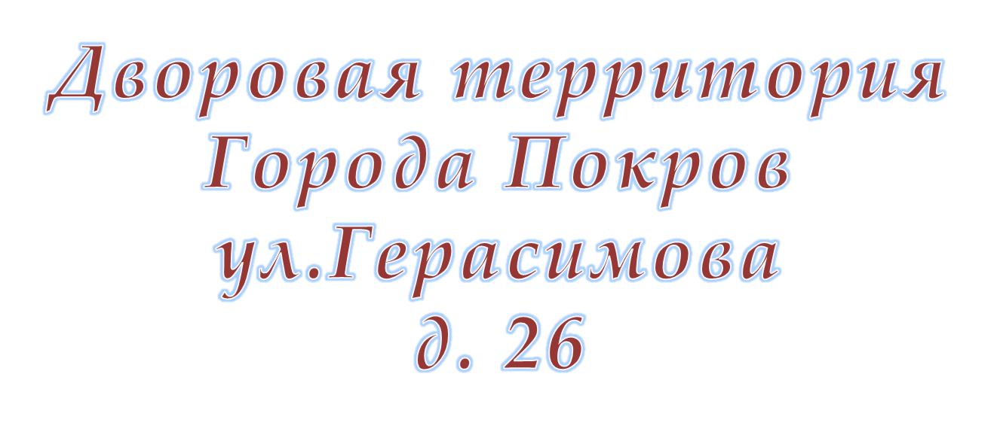 Дворовая территория
Города Покров
ул.Герасимова
д. 26